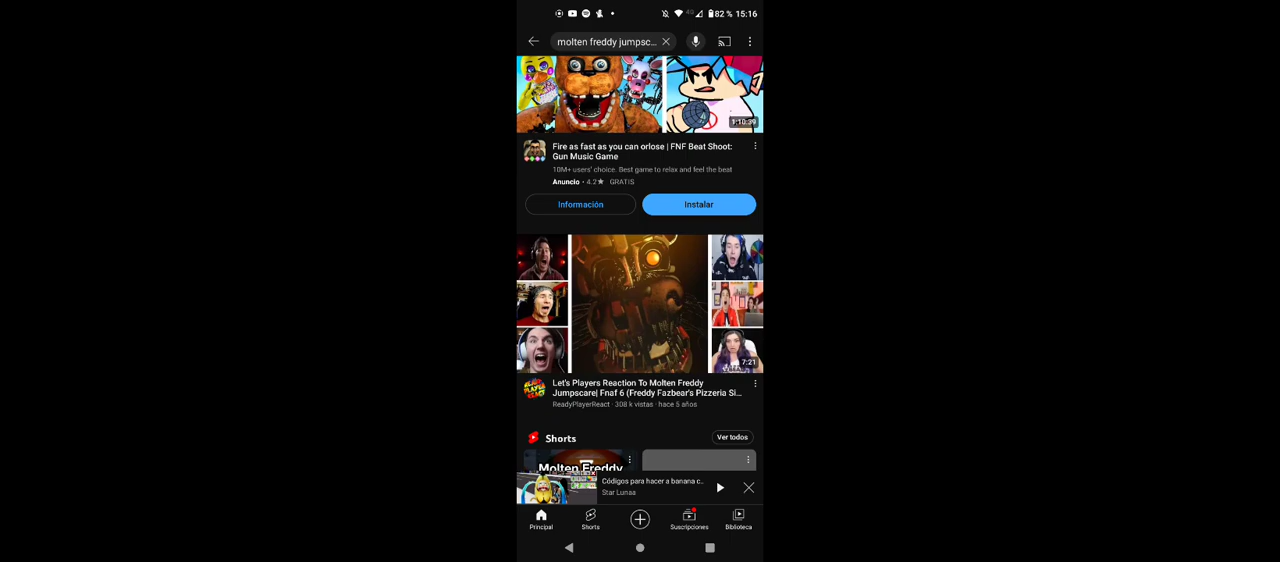 4G 82 % 15:16
molten freddy jumpsc...
1:10:39
Fire as fast as you can orlose | FNF Beat Shoot:
Gun Music Game
10M+ users' choice. Best game to relax and feel the beat
Anuncio · 4.2★ GRATIS
Información
Instalar
7:21
Let's Players Reaction To Molten Freddy
Jumpscare| Fnaf 6 (Freddy Fazbear's Pizzeria Si...
ReadyPlayerReact · 308 k vistas · hace 5 años
Shorts
Ver todos
Molten Freddy
Códigos para hacer a banana c...
Star Lunaa
Principal
Shorts
Suscripciones
Biblioteca